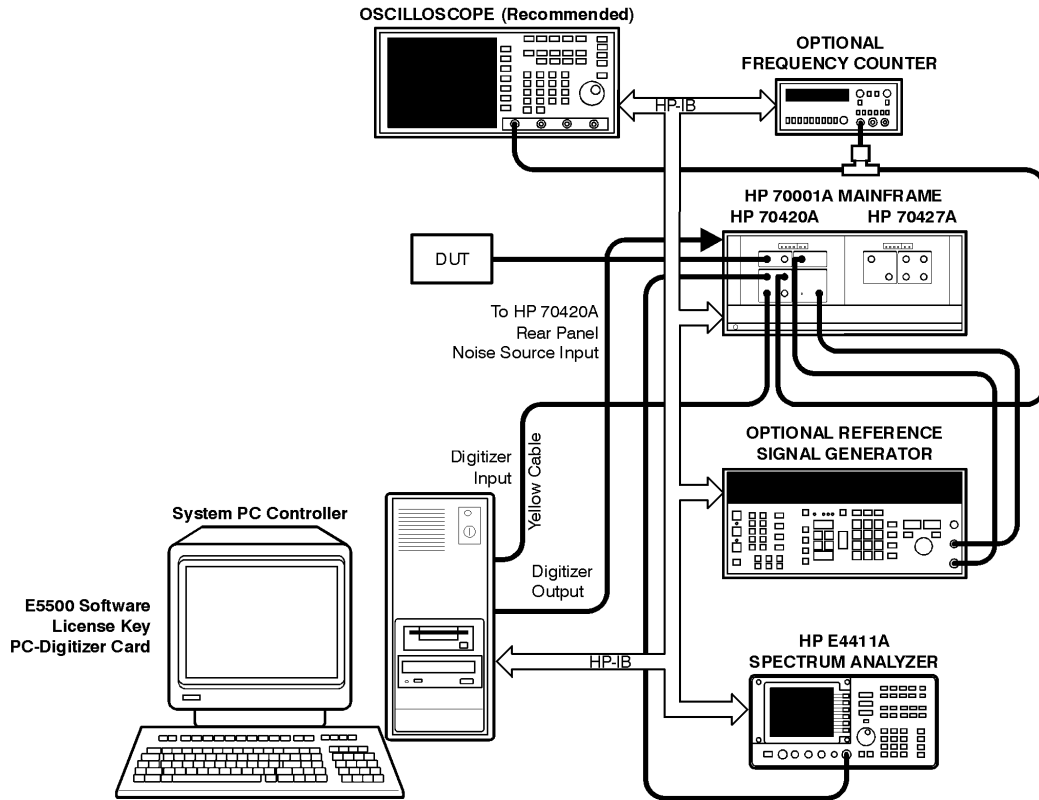 OSCILLOSCOPE (Recommended)
OPTIONAL
FREQUENCY COUNTER
HP-IB
HP 70001A MAINFRAME
HP 70420A
HP 70427A
DUT
To HP 70420A
Rear Panel
Noise Source Input
OPTIONAL REFERENCE
SIGNAL GENERATOR
Digitizer
Input
Yellow Cable
System PC Controller
Digitizer
Output
E5500 Software
License Key
PC-Digitizer Card
HP-IB
HP E4411A
SPECTRUM ANALYZER